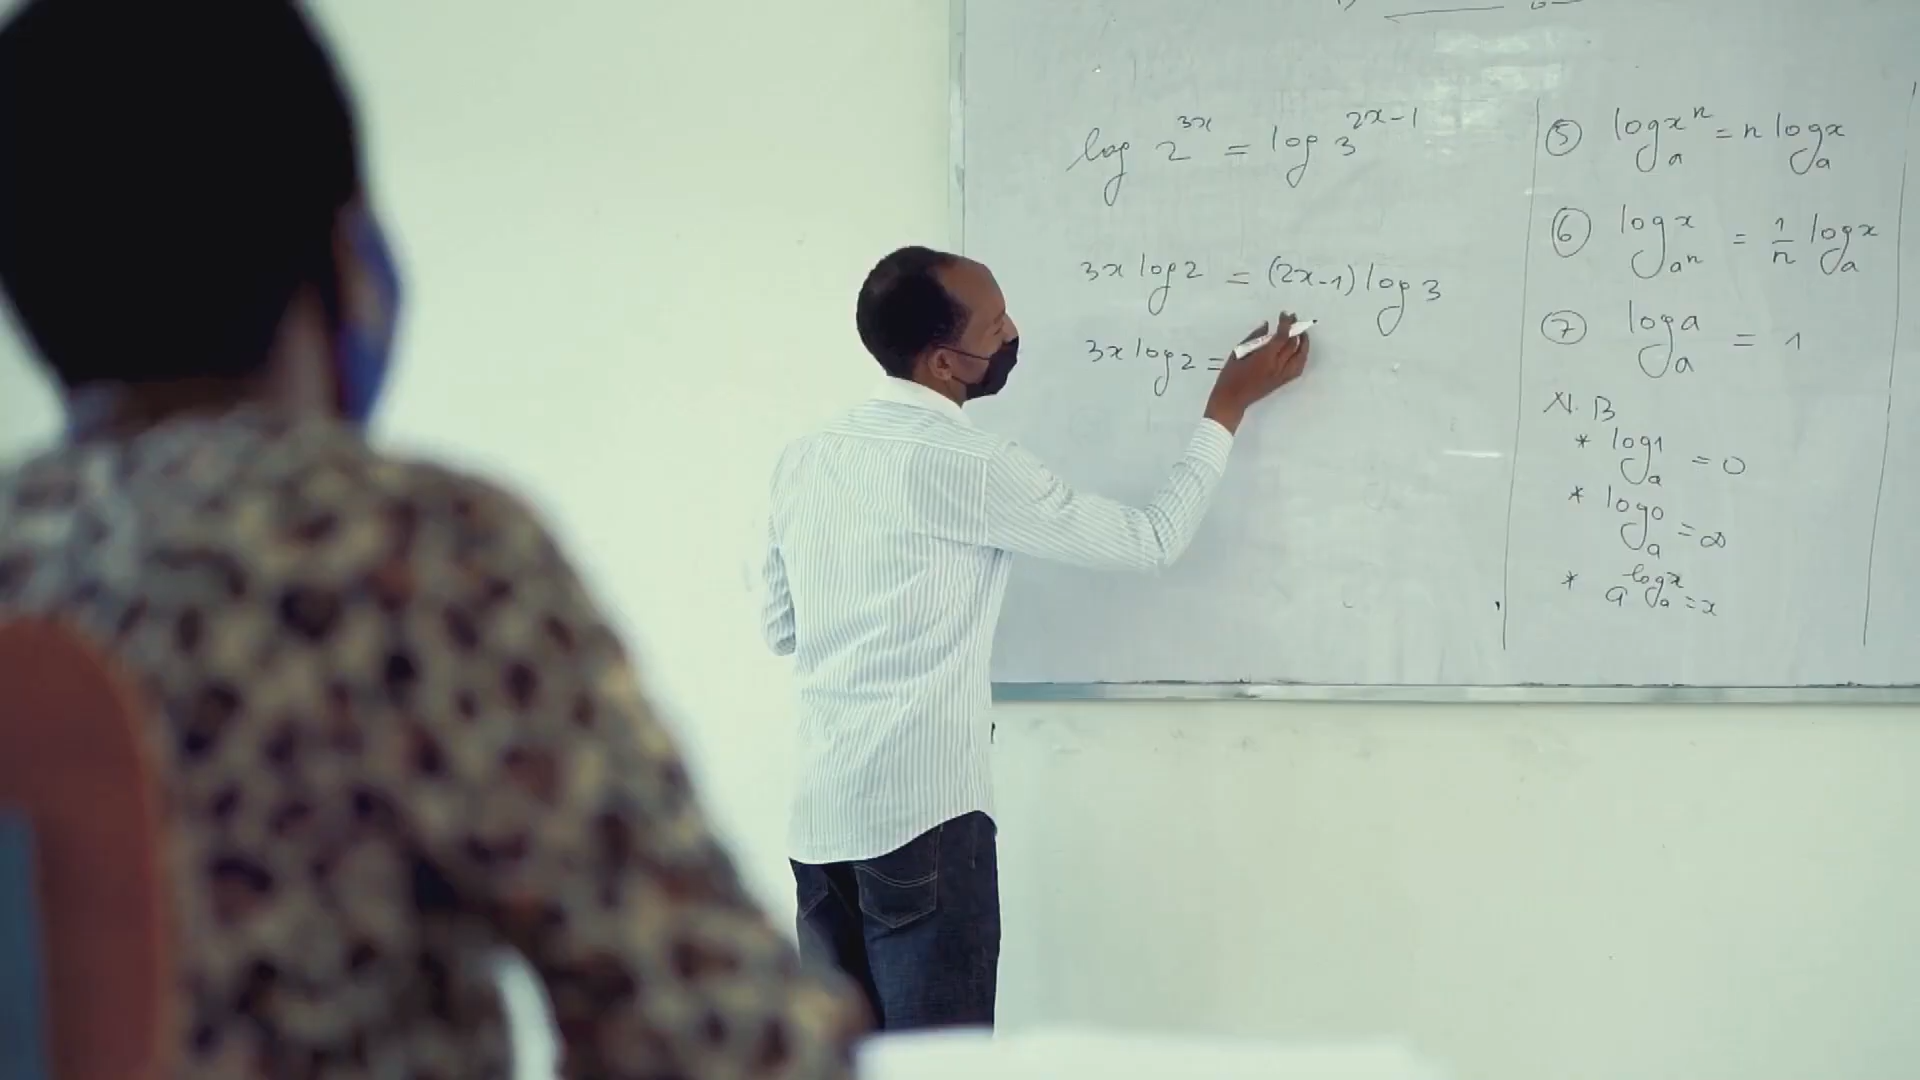 log 2^3x = log 3^2x-1
3x log 2 = (2x-1) log 3
3x log 2 =
⑤ log_a x^n = n log_a x
⑥ log_a^n x = 1/n log_a x
⑦ log_a a = 1
N.B
* log_a 1 = 0
* log_a 0 = ∞
* a^log_a x = x